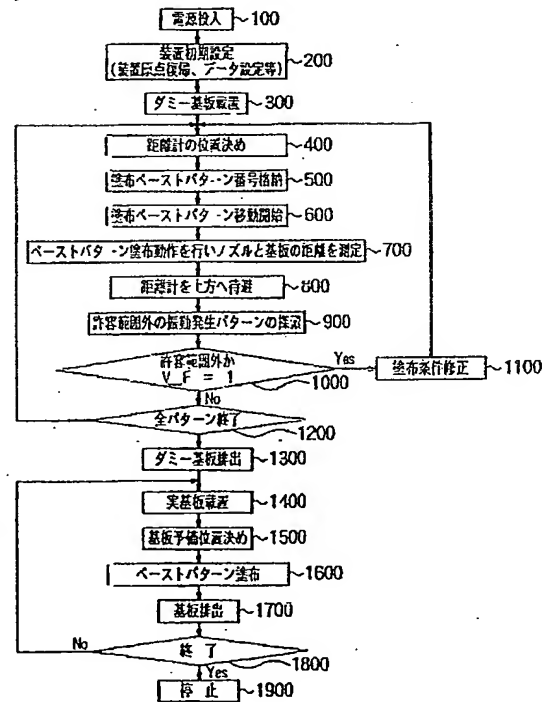 電源投入 100
装置初期設定
(装置原点復帰、データ設定等) 200
ダミー基板載置 300
距離計の位置決め 400
塗布ペーストパターン番号格納 500
塗布ペーストパターン移動開始 600
ペーストパターン塗布動作を行いノズルと基板の距離を測定 700
距離計を上方へ待避 800
許容範囲外の振動発生パターンの探索 900
許容範囲外か
V_F = 1 1000
Yes
塗布条件修正 1100
No
全パターン終了 1200
ダミー基板排出 1300
実基板載置 1400
基板予備位置決め 1500
ペーストパターン塗布 1600
基板排出 1700
No
終 了 1800
Yes
停 止 1900